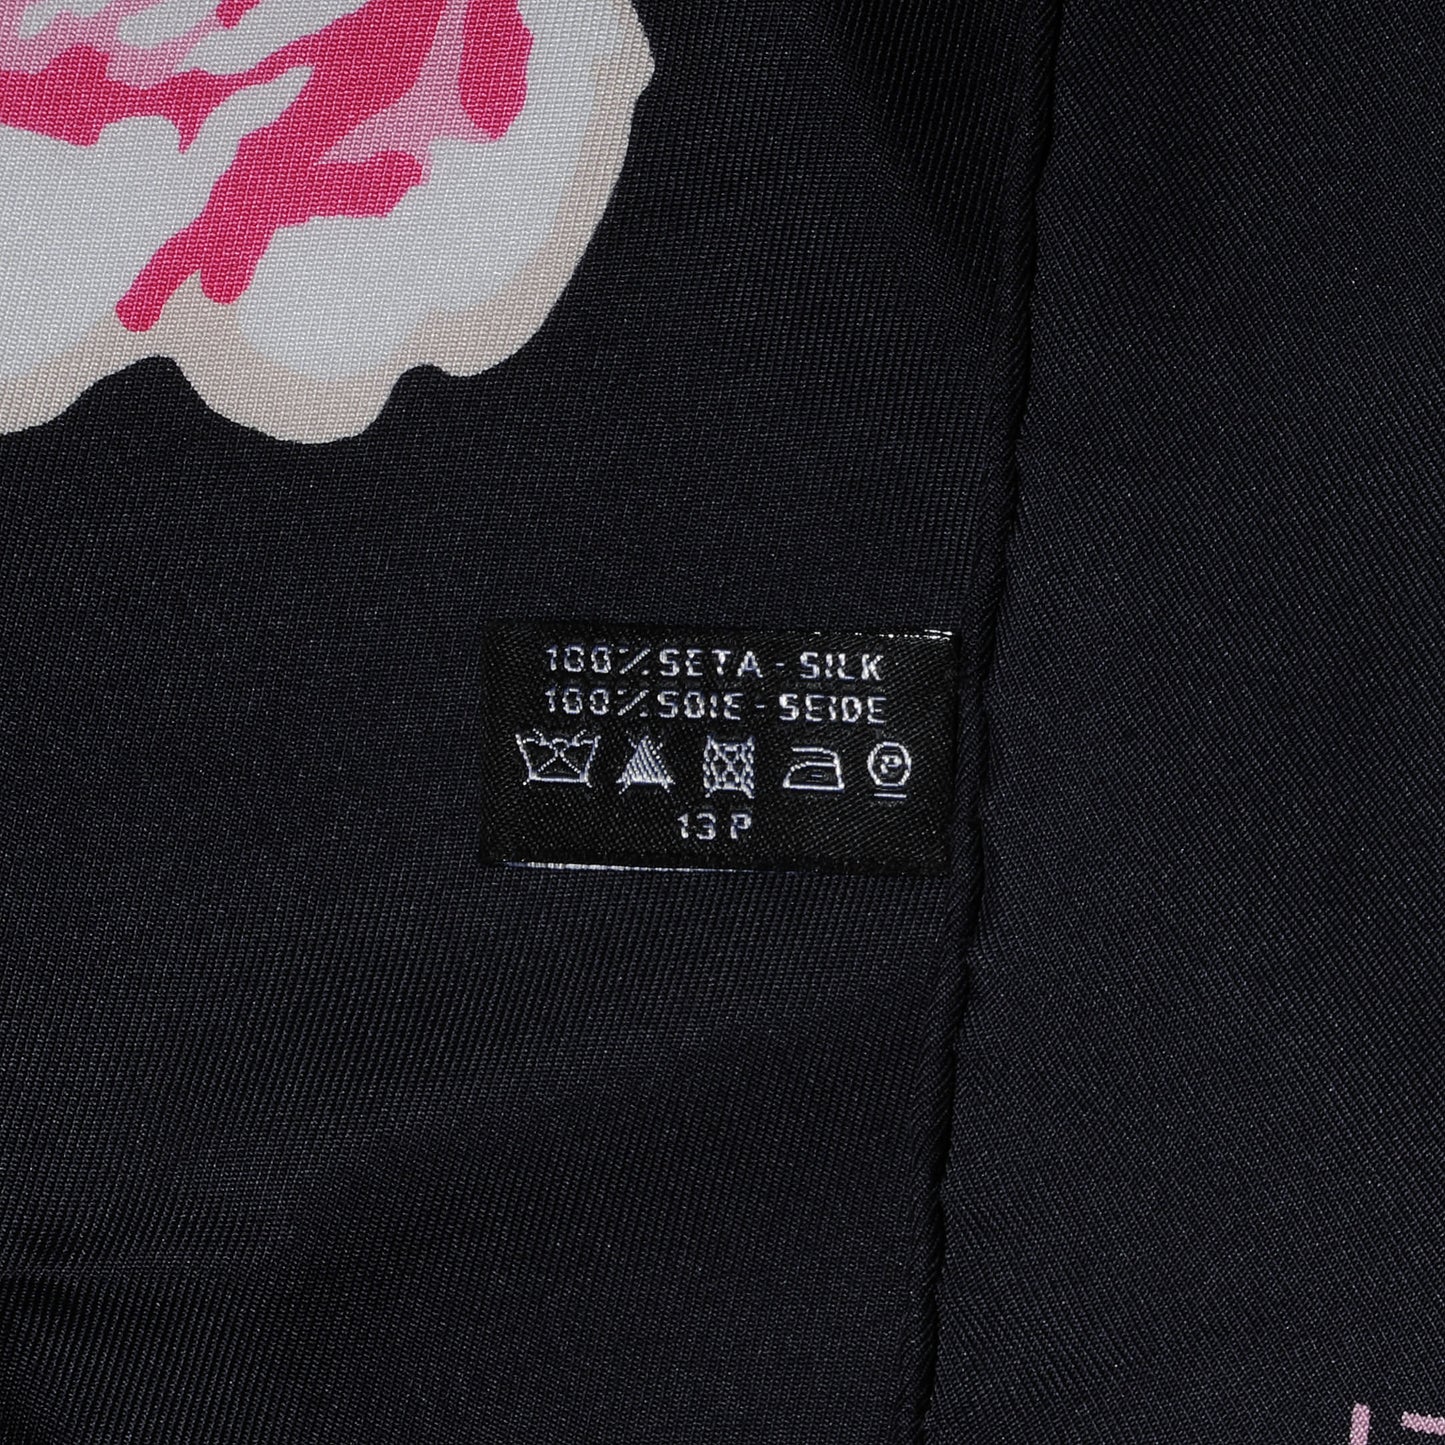 100% SETA - SILK
100% SOIE - SEIDE
P
13 P